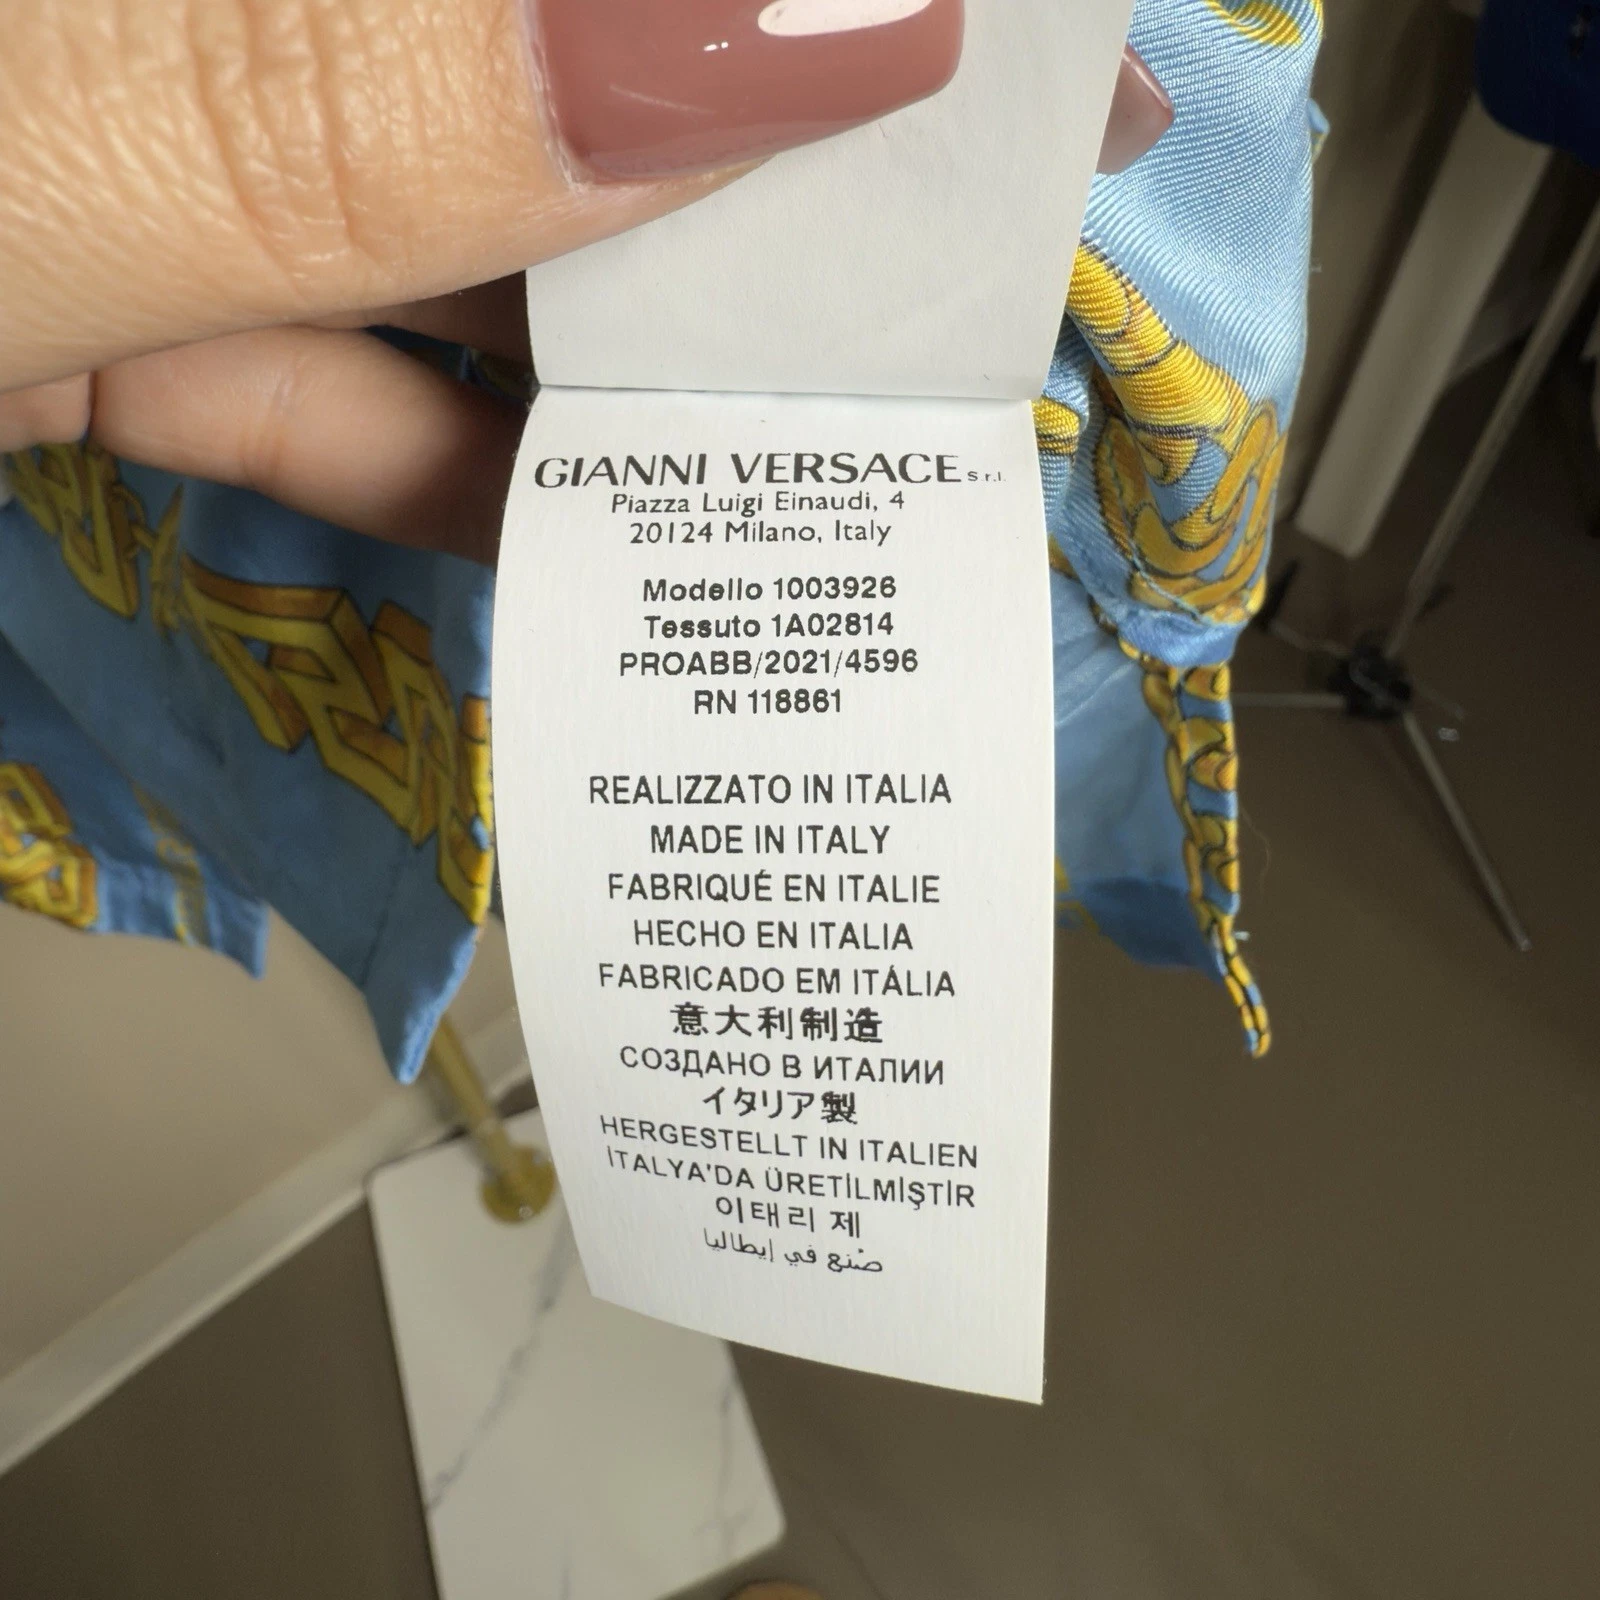 GIANNI VERSACE s.r.l.
Piazza Luigi Einaudi, 4
20124 Milano, Italy
Modello 1003926
Tessuto 1A02814
PROABB/2021/4596
RN 118861
REALIZZATO IN ITALIA
MADE IN ITALY
FABRIQUÉ EN ITALIE
HECHO EN ITALIA
FABRICADO EM ITÁLIA
意大利制造
СОЗДАНО В ИТАЛИИ
イタリア製
HERGESTELLT IN ITALIEN
İTALYA'DA ÜRETİLMİŞTİR
이태리 제
صُنع في إيطاليا